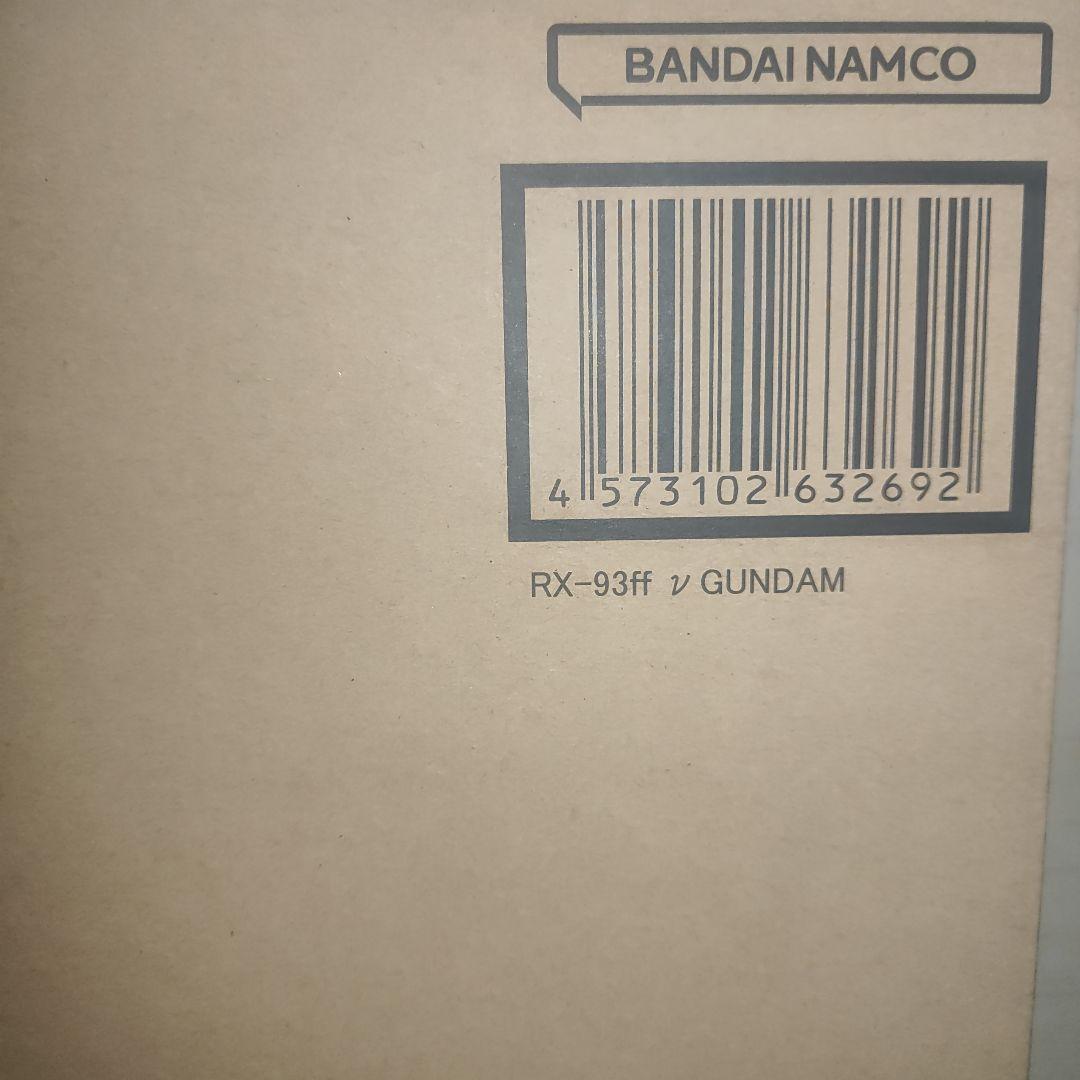 BANDAI NAMCO
4 573102 632692
RX-93ff ν GUNDAM